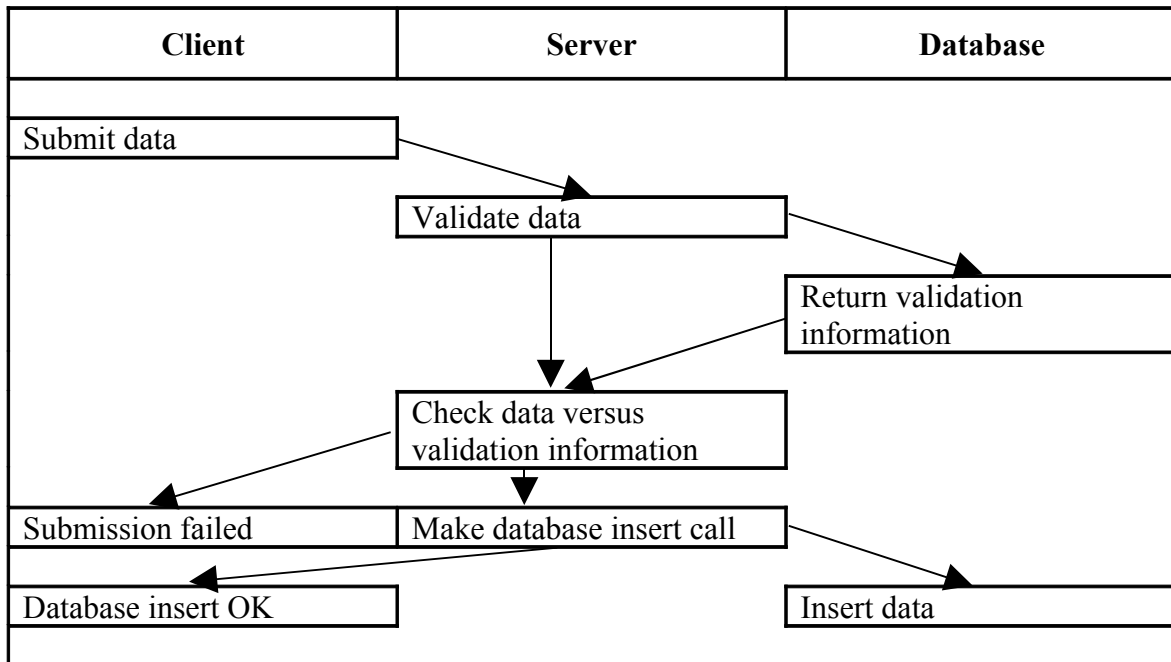 Client
Server
Database
Submit data
Validate data
Return validation
information
Check data versus
validation information
Submission failed
Make database insert call
Database insert OK
Insert data